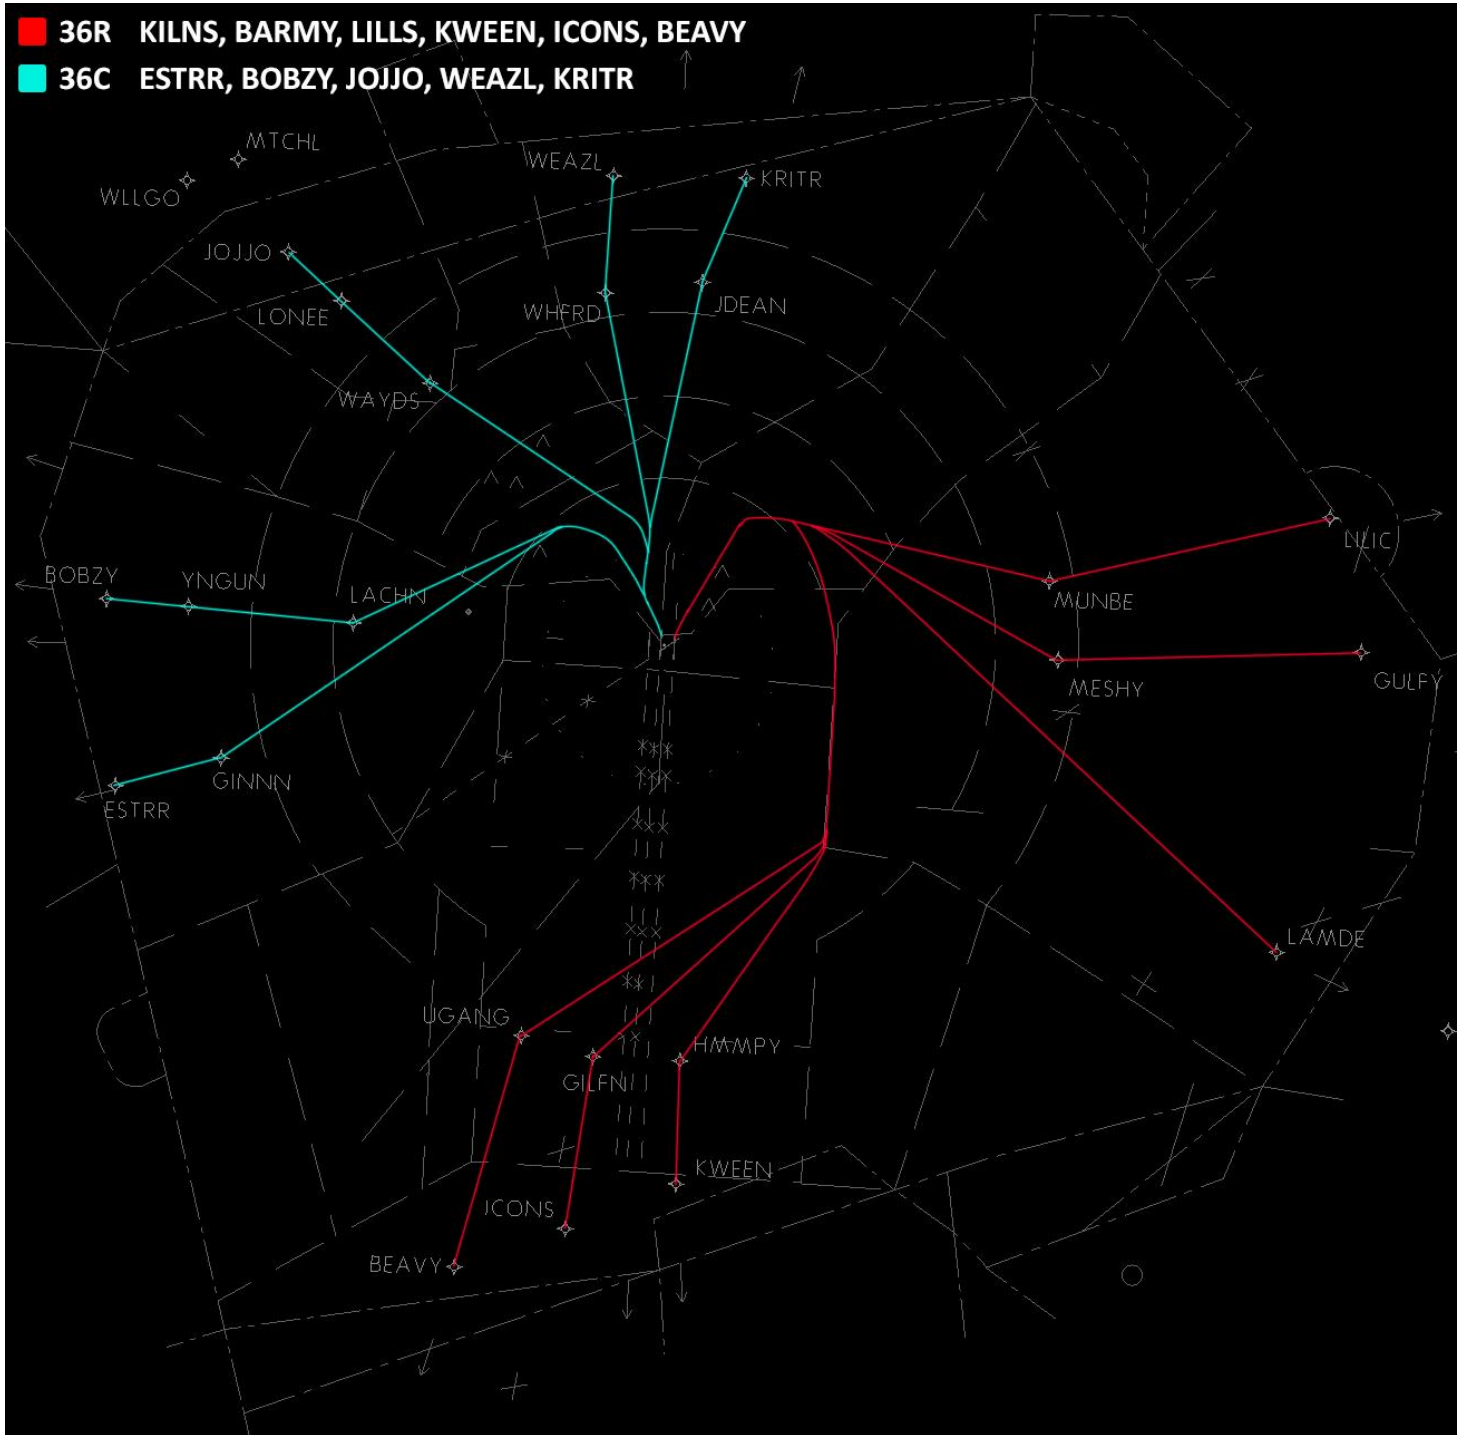 36R KILNS, BARMY, LILLS, KWEEN, ICONS, BEAVY
36C ESTRR, BOBZY, JOJJO, WEAZL, KRITR
MTCHL
WEAZL
KRITR
WLLGO
JOJJO
LONEE
WHFRD
JDEAN
WAYDS
LILIC
BOBZY
YNGUN
LACHN
MUNBE
MESHY
GULFY
GINNN
ESTRR
LAMDE
UGANG
HMMPY
GILFN
KWEEN
ICONS
BEAVY